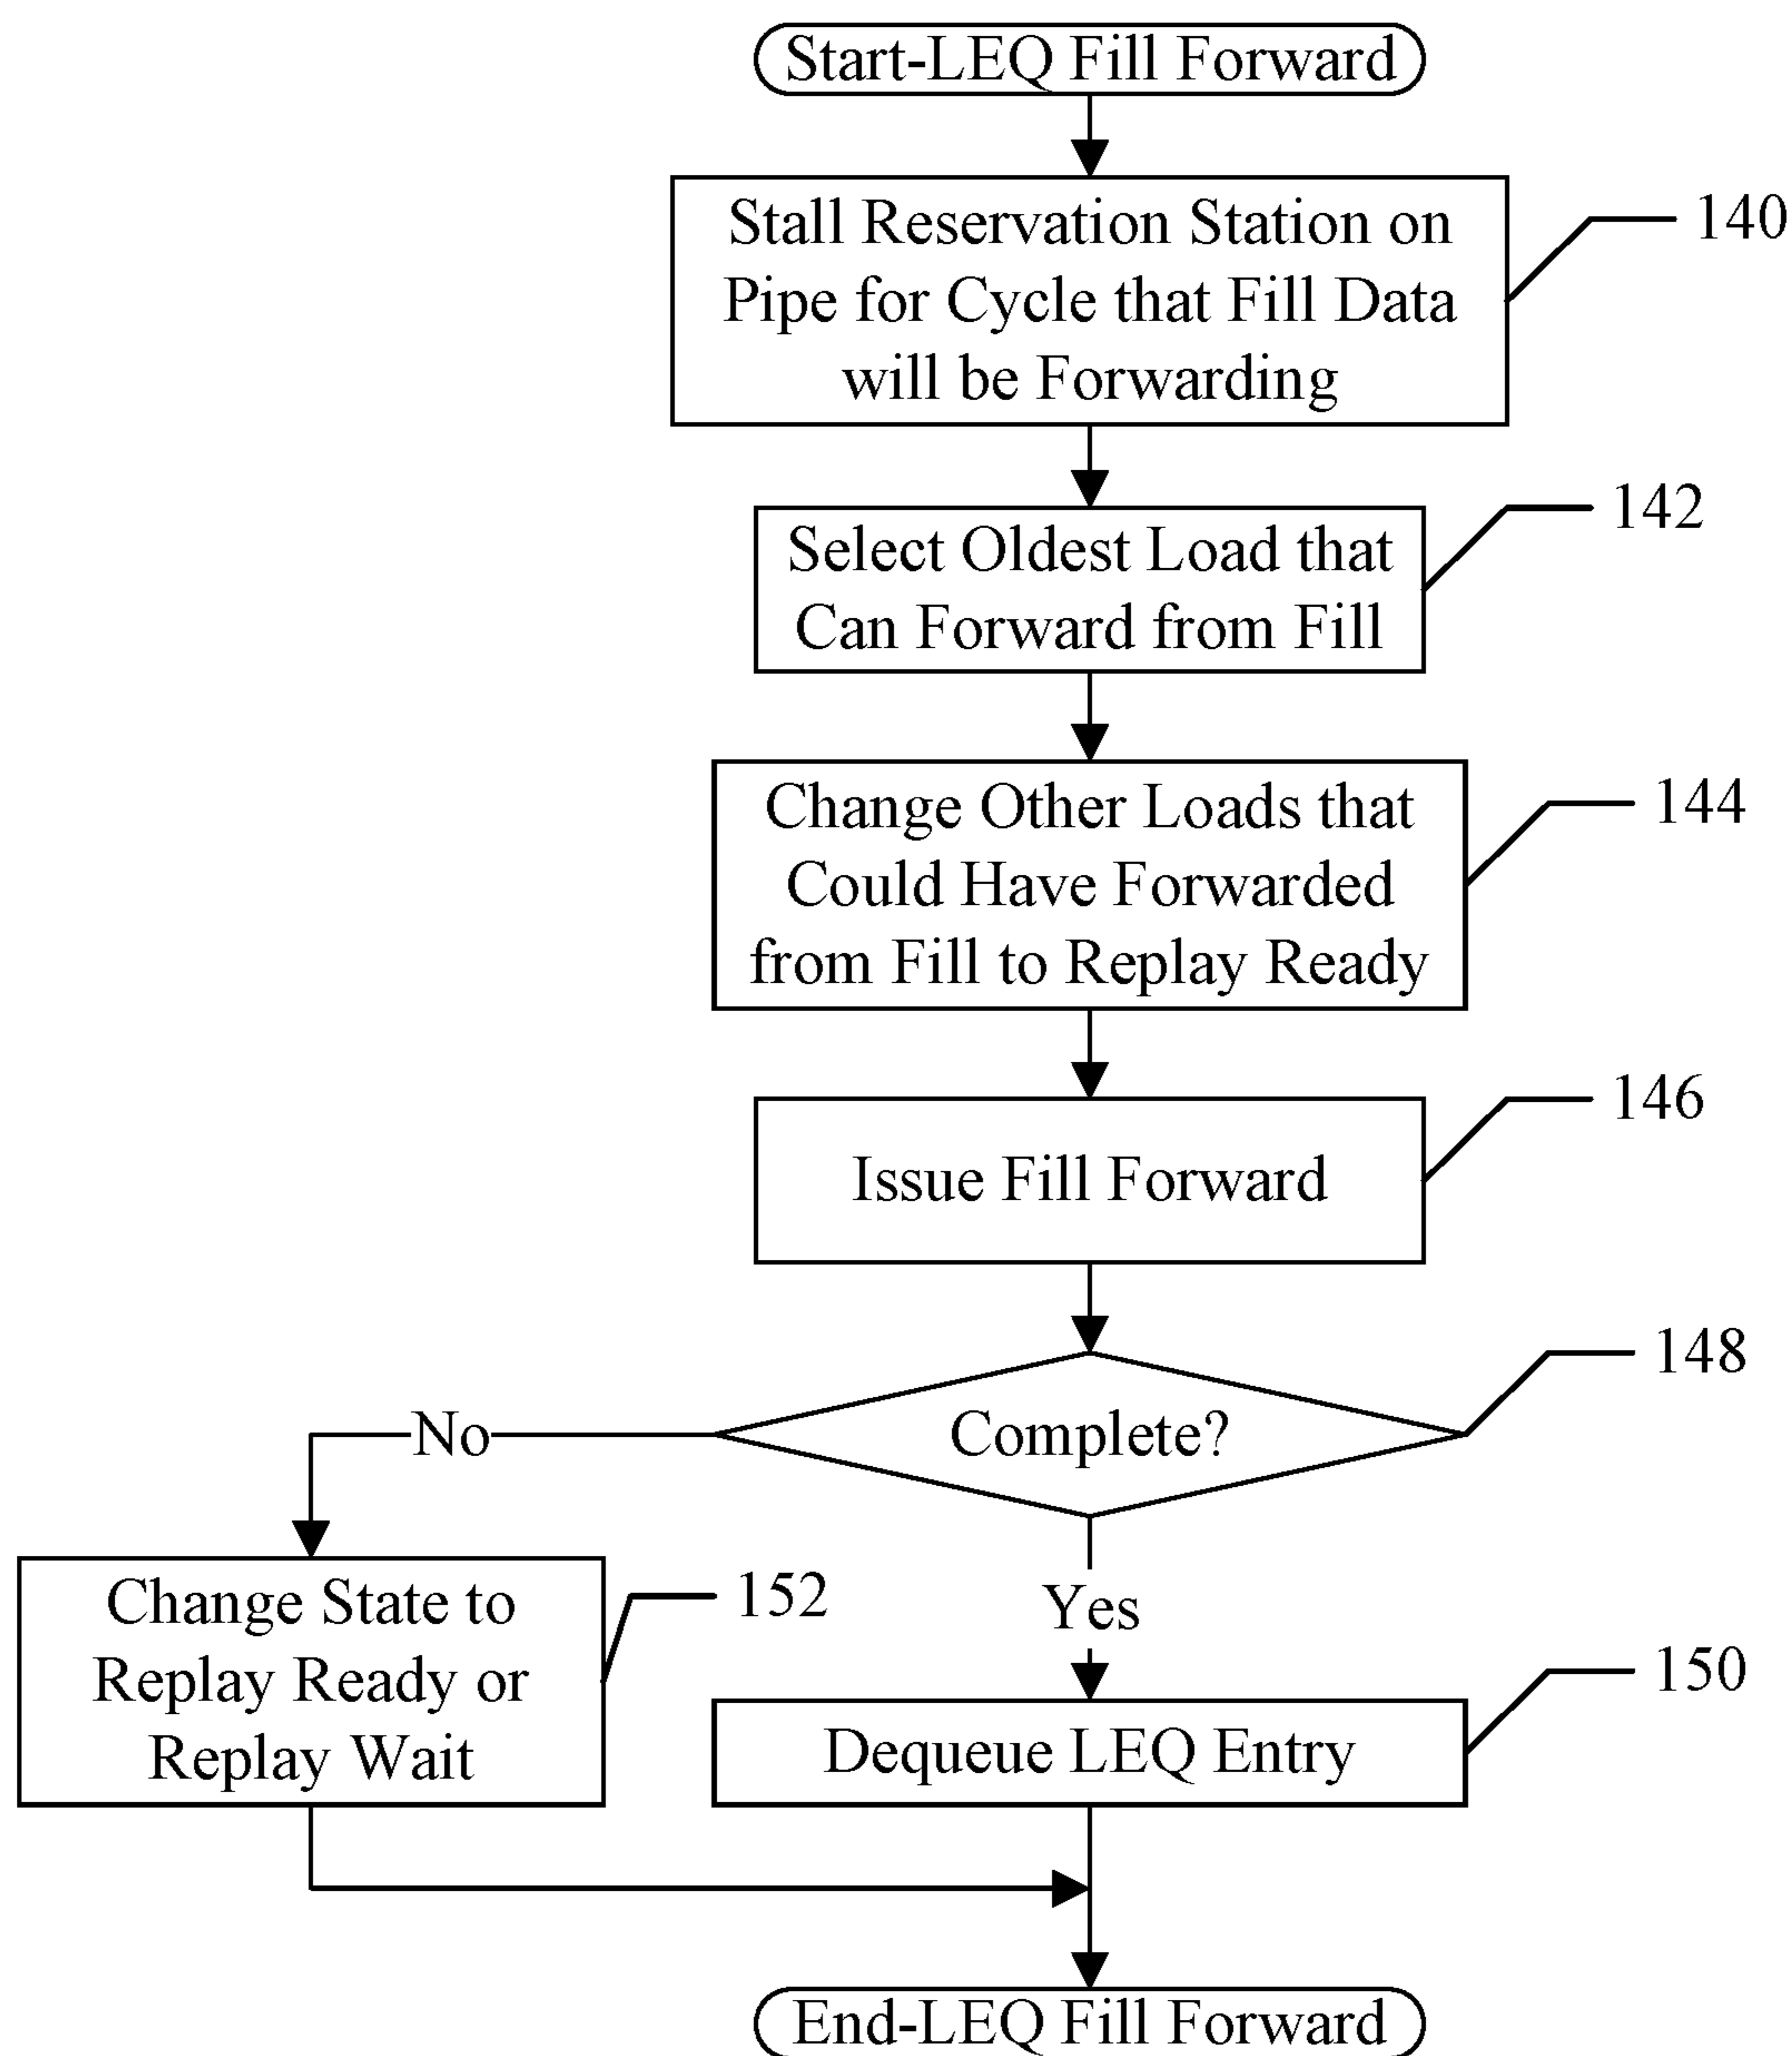 Start-LEQ Fill Forward
Stall Reservation Station on
Pipe for Cycle that Fill Data
will be Forwarding
140
Select Oldest Load that
Can Forward from Fill
142
Change Other Loads that
Could Have Forwarded
from Fill to Replay Ready
144
Issue Fill Forward
146
Complete?
148
No
Yes
Change State to
Replay Ready or
Replay Wait
152
Dequeue LEQ Entry
150
End-LEQ Fill Forward